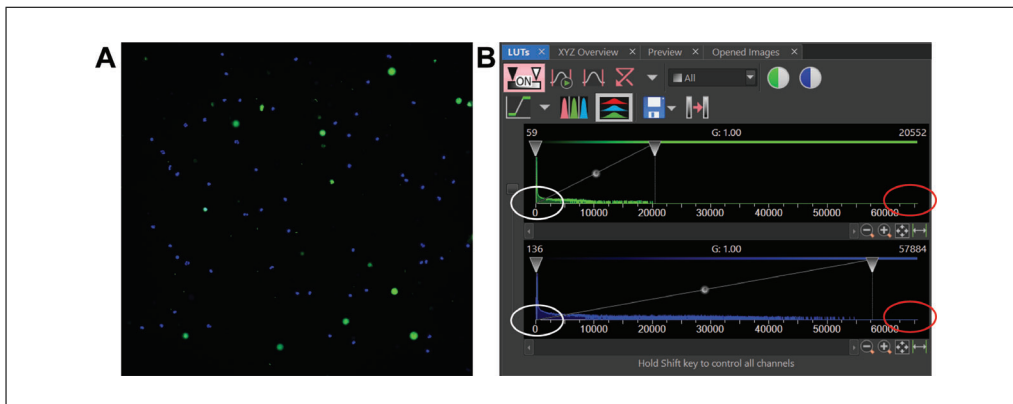 A
B
LUTs × XYZ Overview × Preview × Opened Images ×
ON All
59 G: 1.00 20552
0 10000 20000 30000 40000 50000 60000
136 G: 1.00 57884
0 10000 20000 30000 40000 50000 60000
Hold Shift key to control all channels